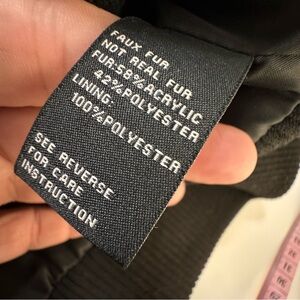 FAUX FUR
NOT REAL FUR
FUR:58%ACRYLIC
42%POLYESTER
LINING:
100%POLYESTER
SEE REVERSE
FOR CARE
INSTRUCTION